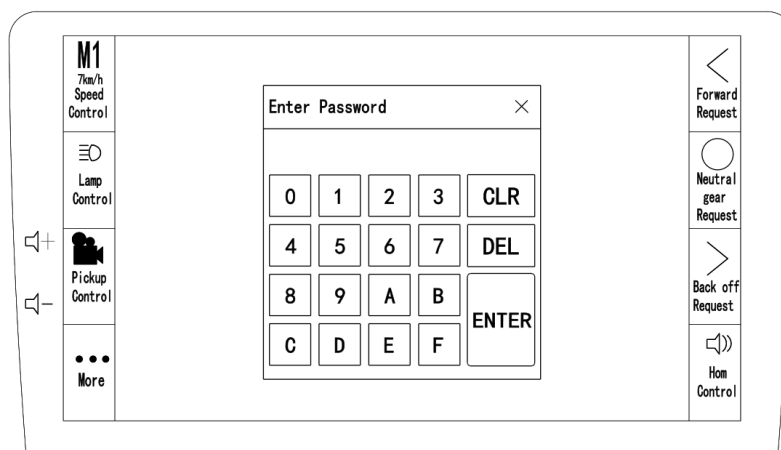 M1
7km/h
Speed
Control
Lamp
Control
Pickup
Control
More
Enter Password
0 1 2 3 CLR
4 5 6 7 DEL
8 9 A B
ENTER
C D E F
Forward
Request
Neutral
gear
Request
Back off
Request
Hom
Control